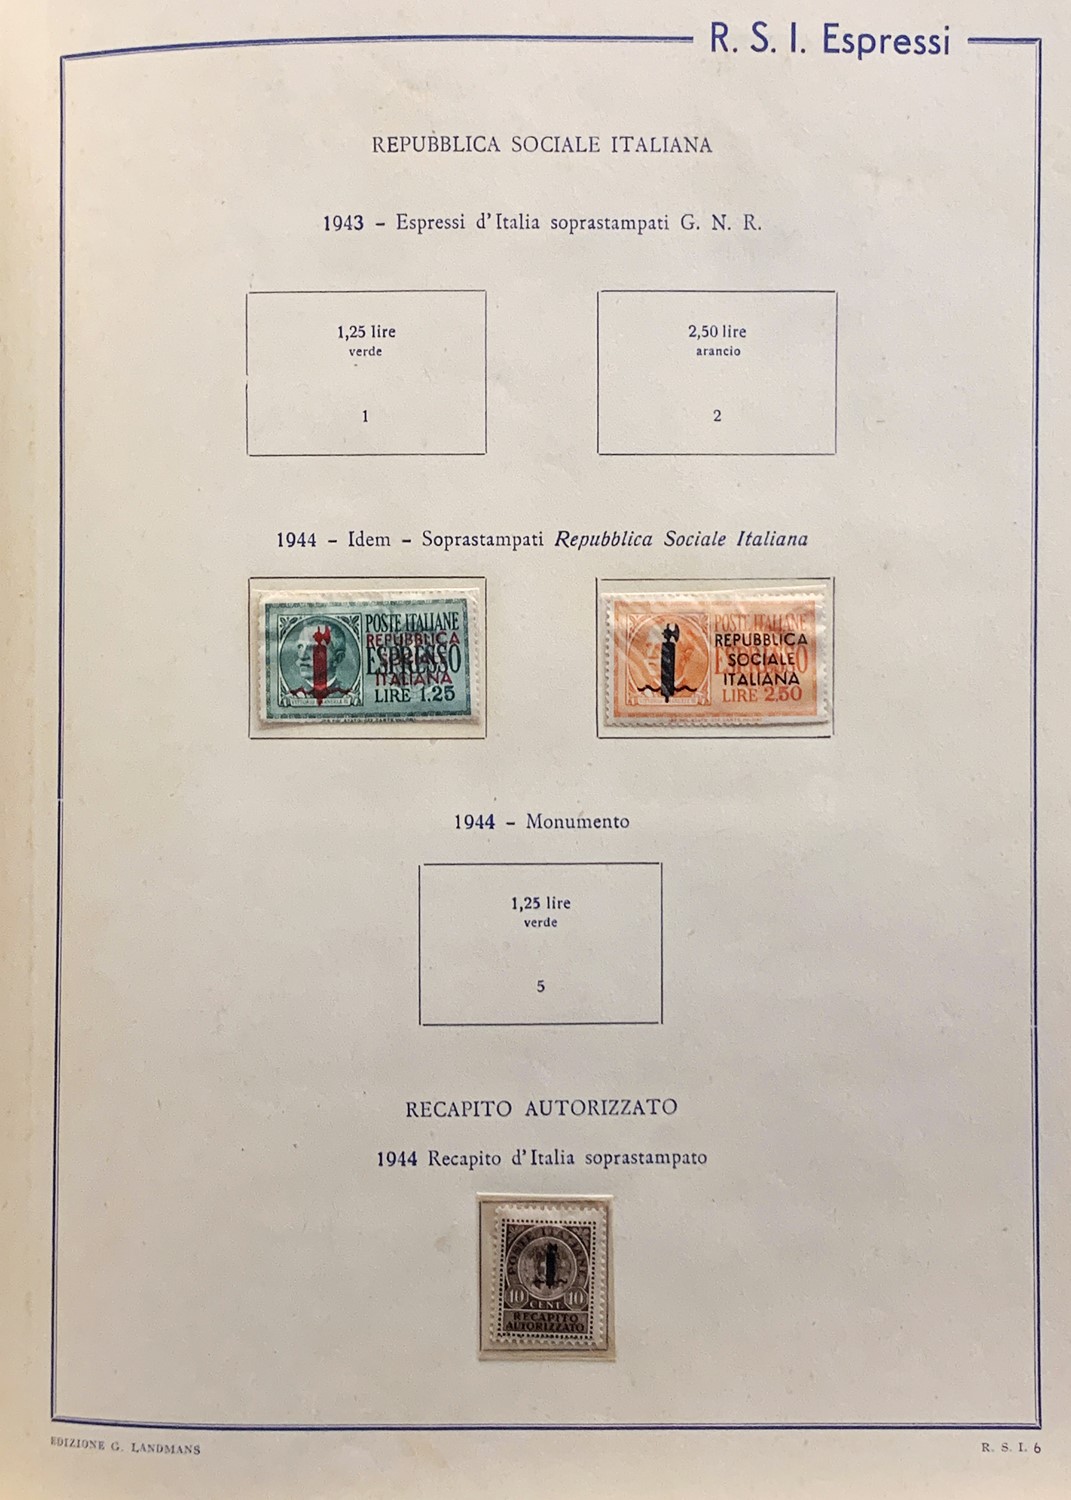 R. S. I. Espressi
REPUBBLICA SOCIALE ITALIANA
1943 – Espressi d'Italia soprastampati G. N. R.
1,25 lire
verde
1
2,50 lire
arancio
2
1944 – Idem – Soprastampati Repubblica Sociale Italiana
POSTE ITALIANE
REPUBBLICA
ESPRESSO
SOCIALE
ITALIANA
LIRE 1.25
POSTE ITALIANE
REPUBBLICA
ESPRESSO
SOCIALE
ITALIANA
LIRE 2.50
1944 – Monumento
1,25 lire
verde
5
RECAPITO AUTORIZZATO
1944 Recapito d'Italia soprastampato
POSTE ITALIANE
10 10
CENT.
RECAPITO
AUTORIZZATO
EDIZIONE G. LANDMANS
R. S. I. 6